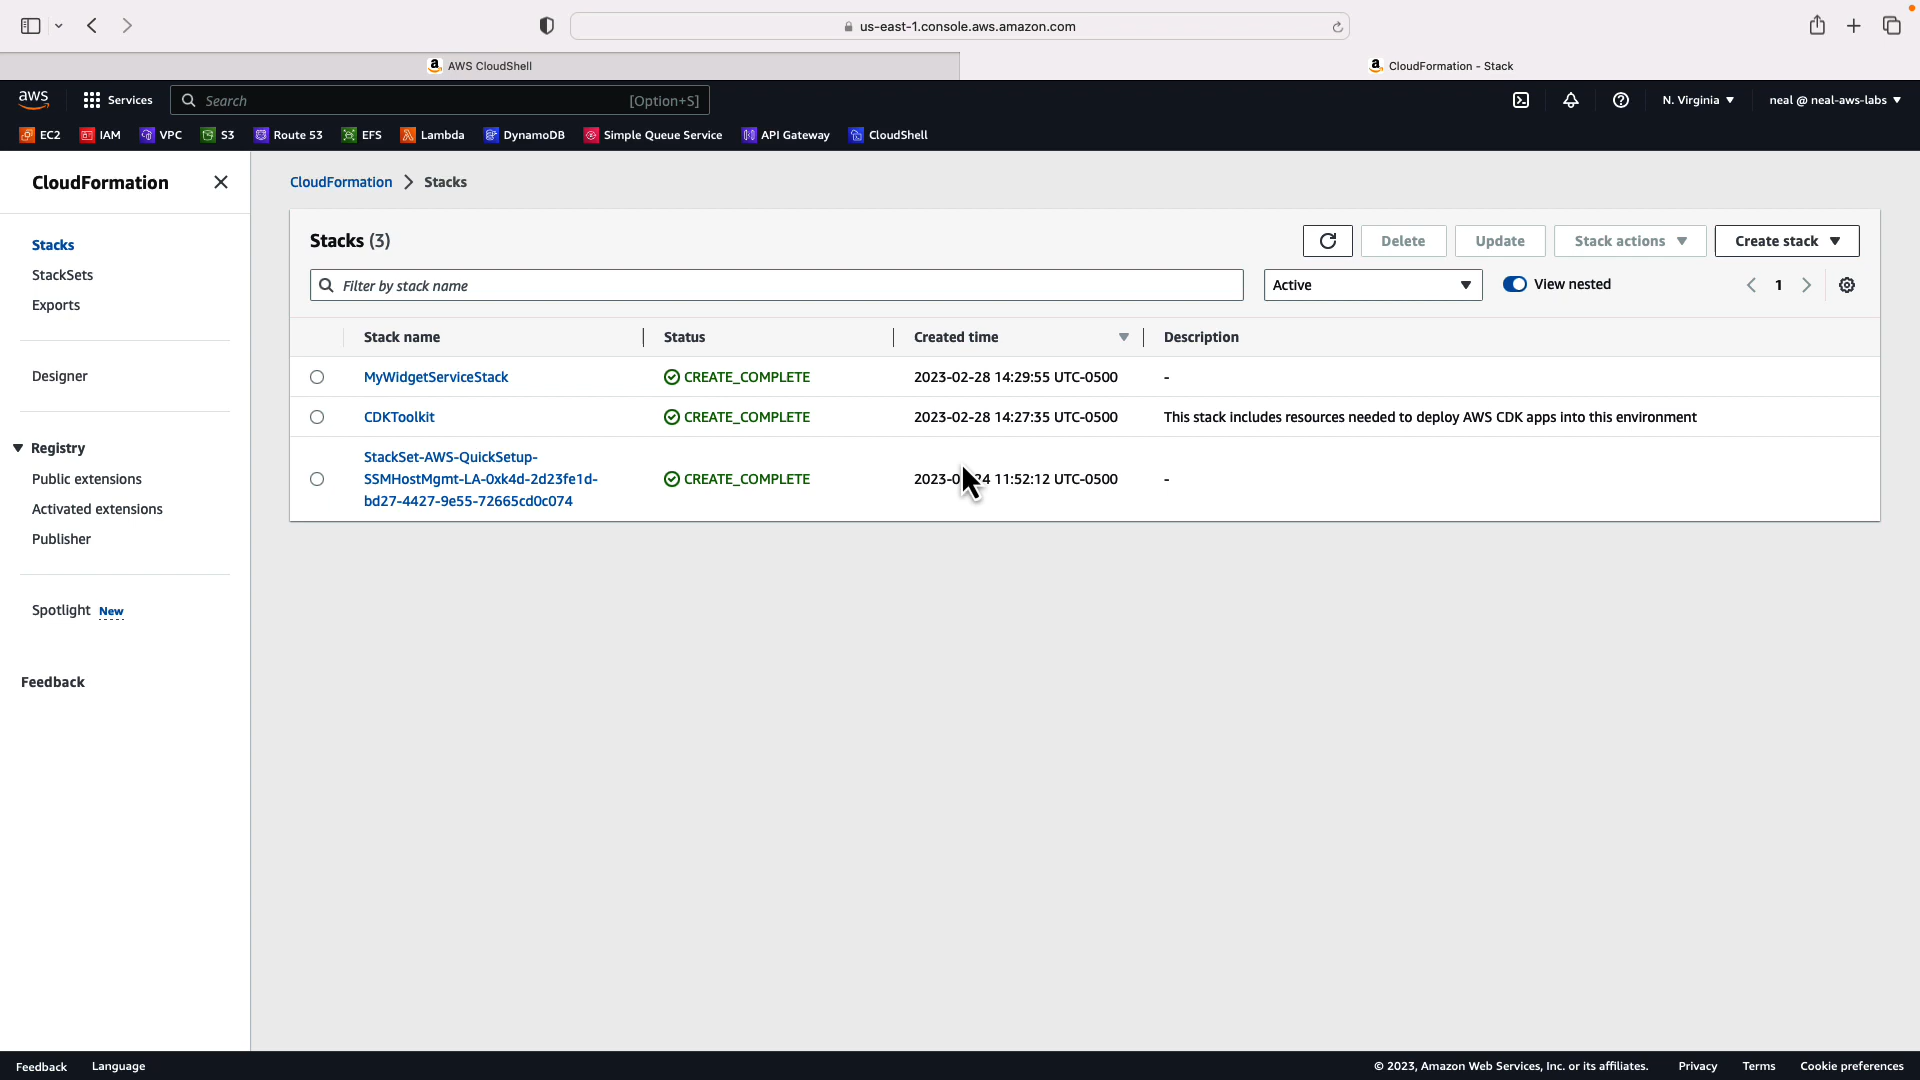 us-east-1.console.aws.amazon.com
AWS CloudShell
CloudFormation - Stack
aws
Services
Search
[Option+S]
N. Virginia
neal @ neal-aws-labs
EC2
IAM
VPC
S3
Route 53
EFS
Lambda
DynamoDB
Simple Queue Service
API Gateway
CloudShell
CloudFormation
Stacks
StackSets
Exports
Designer
Registry
Public extensions
Activated extensions
Publisher
Spotlight New
Feedback
CloudFormation > Stacks
Stacks (3)
Delete
Update
Stack actions
Create stack
Filter by stack name
Active
View nested
1
Stack name
Status
Created time
Description
MyWidgetServiceStack
CREATE_COMPLETE
2023-02-28 14:29:55 UTC-0500
-
CDKToolkit
CREATE_COMPLETE
2023-02-28 14:27:35 UTC-0500
This stack includes resources needed to deploy AWS CDK apps into this environment
StackSet-AWS-QuickSetup-
SSMHostMgmt-LA-0xk4d-2d23fe1d-
bd27-4427-9e55-72665cd0c074
CREATE_COMPLETE
11:52:12 UTC-0500
-
Feedback
Language
© 2023, Amazon Web Services, Inc. or its affiliates.
Privacy
Terms
Cookie preferences